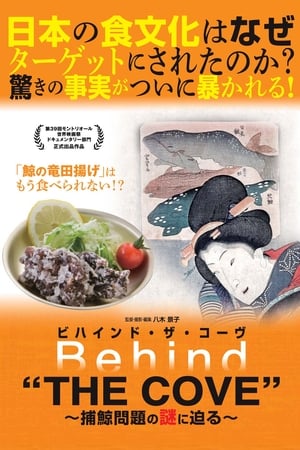 日本の食文化はなぜ
ターゲットにされたのか?
驚きの事実がついに暴かれる!
第39回モントリオール
世界映画祭
ドキュメンタリー部門
正式出品作品
「鯨の竜田揚げ」は
もう食べられない!?
監督・撮影・編集 八木 景子
ビハインド・ザ・コーヴ
Behind
“THE COVE”
〜捕鯨問題の謎に迫る〜